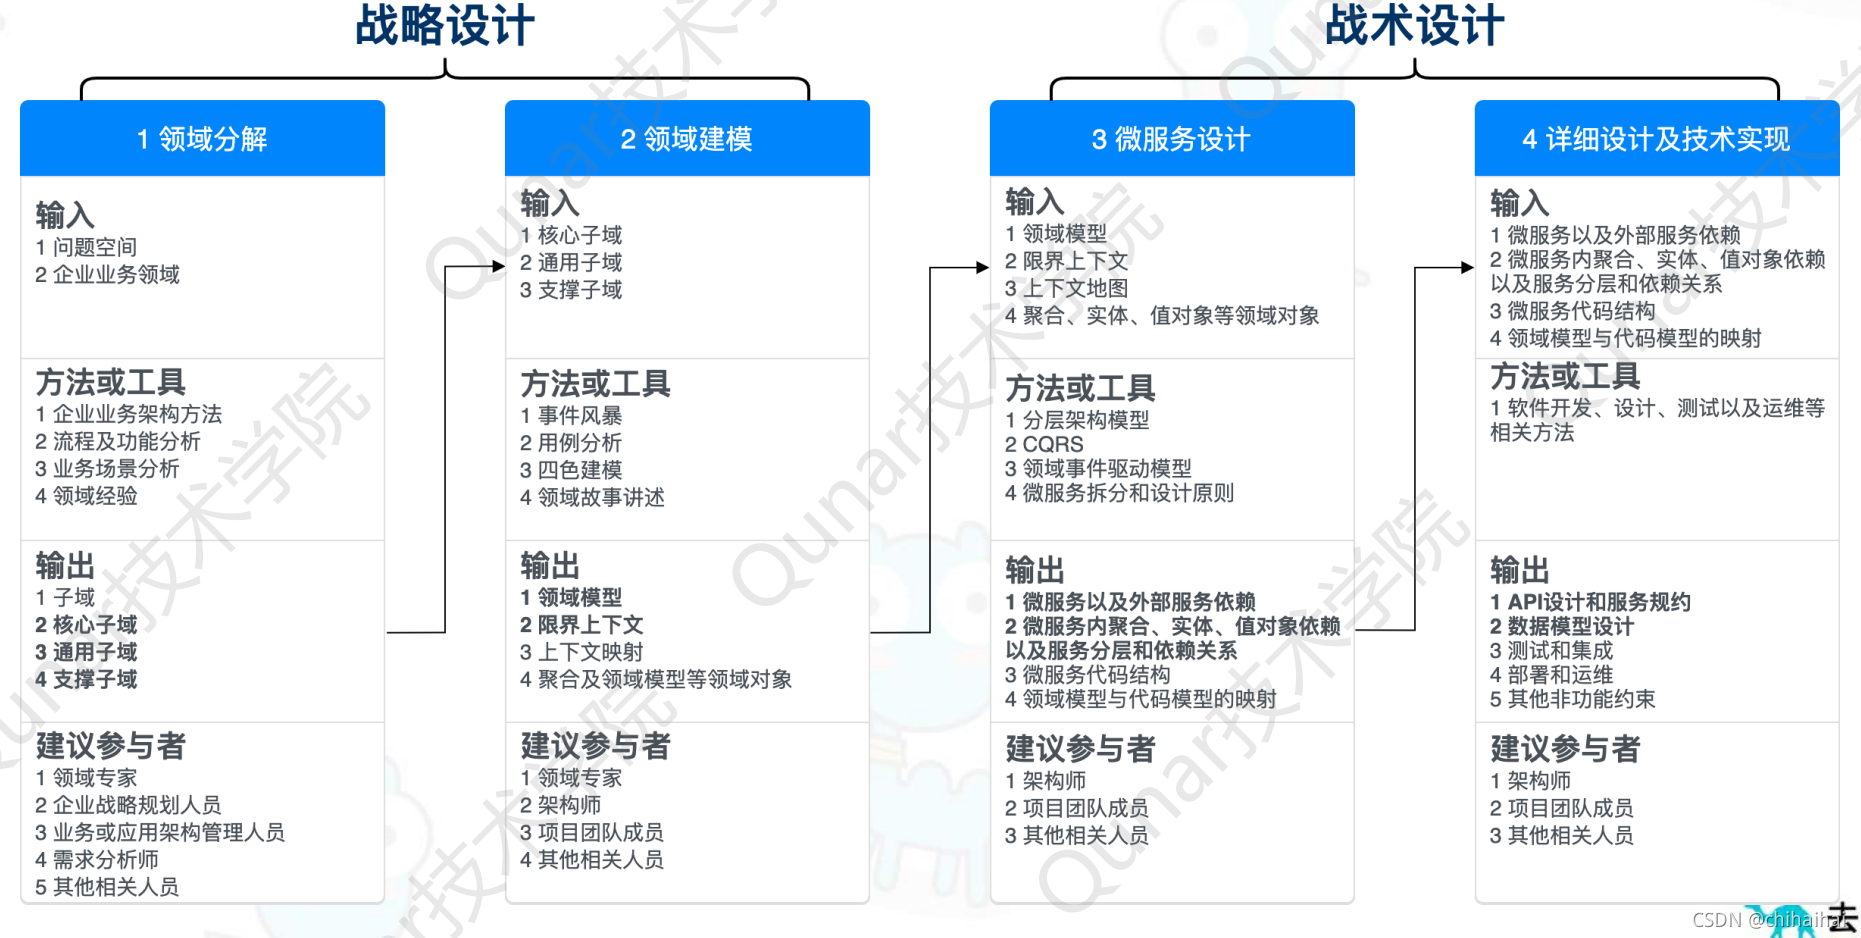 战略设计
战术设计
1 领域分解
输入
1 问题空间
2 企业业务领域
方法或工具
1 企业业务架构方法
2 流程及功能分析
3 业务场景分析
4 领域经验
输出
1 子域
2 核心子域
3 通用子域
4 支撑子域
建议参与者
1 领域专家
2 企业战略规划人员
3 业务或应用架构管理人员
4 需求分析师
5 其他相关人员
2 领域建模
输入
1 核心子域
2 通用子域
3 支撑子域
方法或工具
1 事件风暴
2 用例分析
3 四色建模
4 领域故事讲述
输出
1 领域模型
2 限界上下文
3 上下文映射
4 聚合及领域模型等领域对象
建议参与者
1 领域专家
2 架构师
3 项目团队成员
4 其他相关人员
3 微服务设计
输入
1 领域模型
2 限界上下文
3 上下文地图
4 聚合、实体、值对象等领域对象
方法或工具
1 分层架构模型
2 CQRS
3 领域事件驱动模型
4 微服务拆分和设计原则
输出
1 微服务以及外部服务依赖
2 微服务内聚合、实体、值对象依赖
以及服务分层和依赖关系
3 微服务代码结构
4 领域模型与代码模型的映射
建议参与者
1 架构师
2 项目团队成员
3 其他相关人员
4 详细设计及技术实现
输入
1 微服务以及外部服务依赖
2 微服务内聚合、实体、值对象依赖
以及服务分层和依赖关系
3 微服务代码结构
4 领域模型与代码模型的映射
方法或工具
1 软件开发、设计、测试以及运维等
相关方法
输出
1 API设计和服务规约
2 数据模型设计
3 测试和集成
4 部署和运维
5 其他非功能约束
建议参与者
1 架构师
2 项目团队成员
3 其他相关人员
Qunar技术学院
Qunar技术学院
Qunar技术学院
Qunar技术学院
CSDN @chihaihai
去